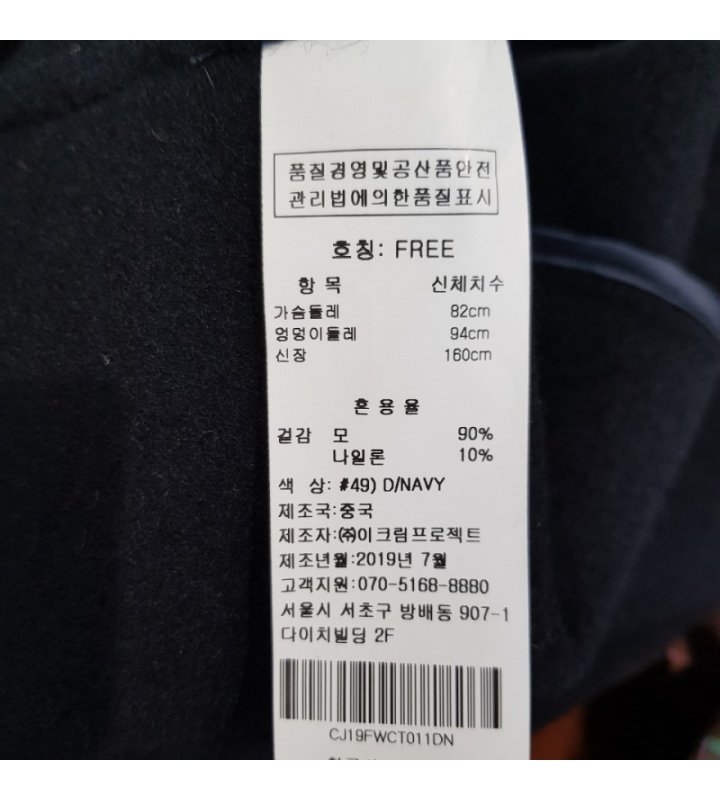 품질경영및공산품안전
관리법에의한품질표시
호칭: FREE
항 목 신체치수
가슴둘레 82cm
엉덩이둘레 94cm
신장 160cm
혼 용 율
겉감 모 90%
나일론 10%
색 상: #49) D/NAVY
제조국:중국
제조자:㈜이크림프로젝트
제조년월:2019년 7월
고객지원:070-5168-8880
서울시 서초구 방배동 907-1
다이치빌딩 2F
CJ19FWCT011DN